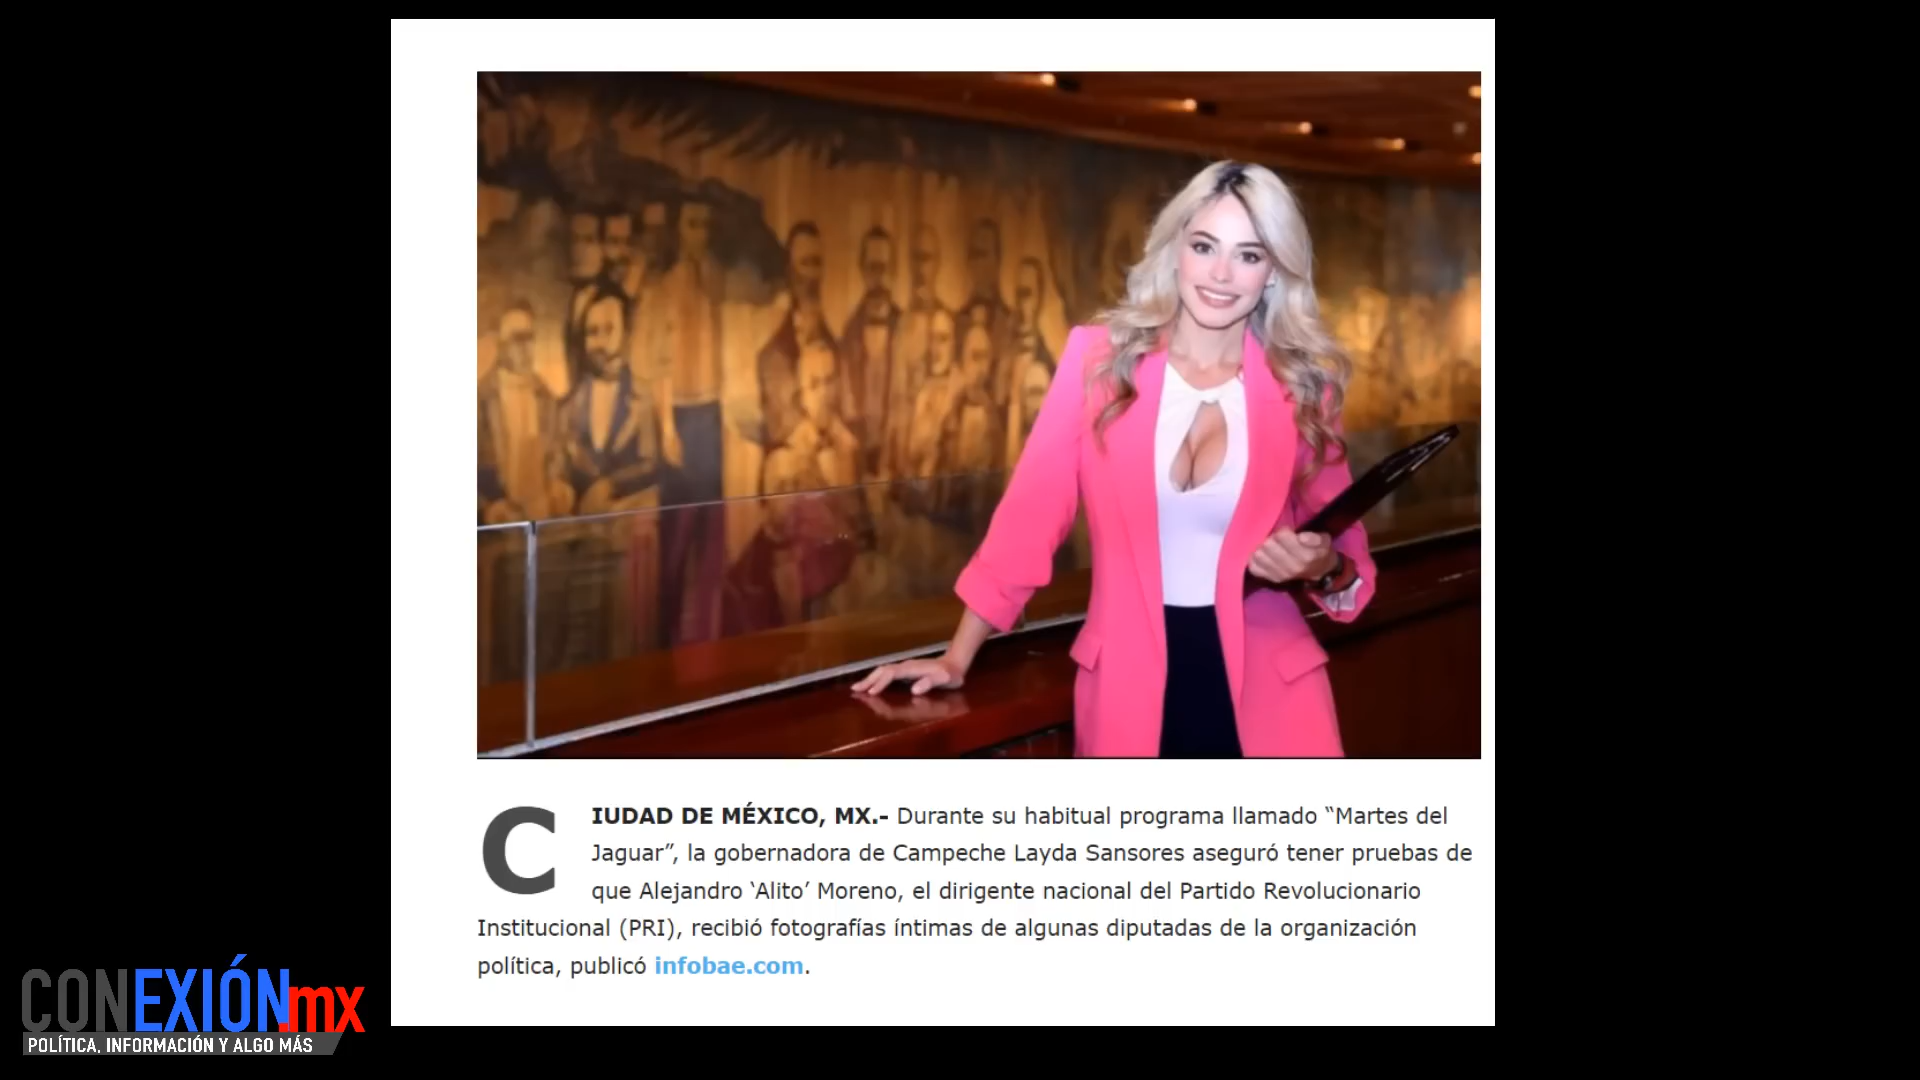 CIUDAD DE MÉXICO, MX.- Durante su habitual programa llamado “Martes del
Jaguar”, la gobernadora de Campeche Layda Sansores aseguró tener pruebas de
que Alejandro ‘Alito’ Moreno, el dirigente nacional del Partido Revolucionario
Institucional (PRI), recibió fotografías íntimas de algunas diputadas de la organización
política, publicó infobae.com.
CONEXIÓN.mx
POLÍTICA, INFORMACIÓN Y ALGO MÁS